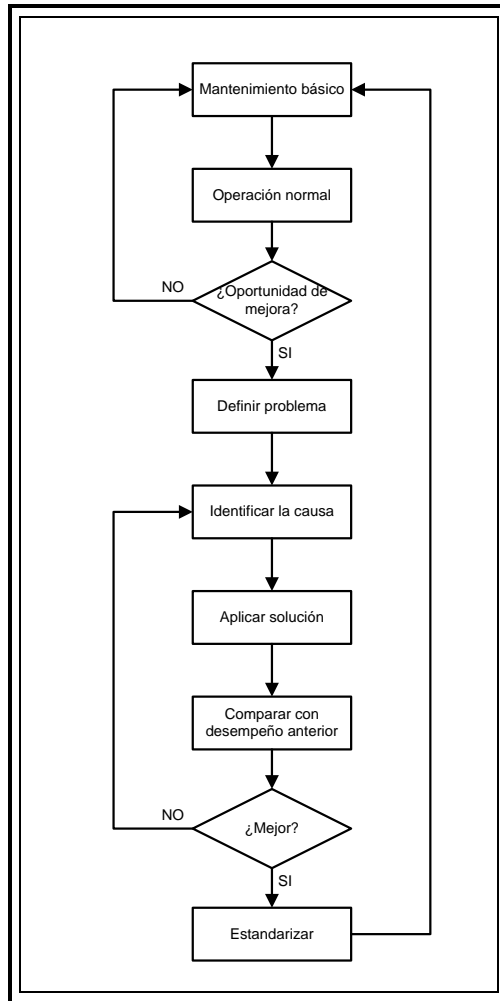 Mantenimiento básico
Operación normal
¿Oportunidad de
mejora?
NO
SI
Definir problema
Identificar la causa
Aplicar solución
Comparar con
desempeño anterior
¿Mejor?
NO
SI
Estandarizar